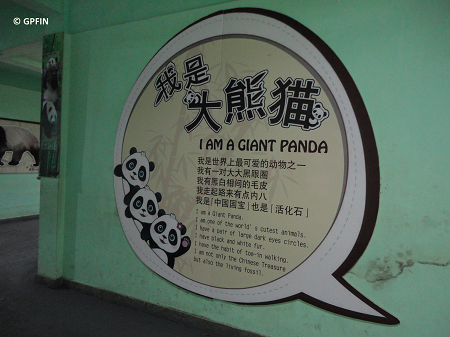 © GPFIN
我是
大熊猫
I AM A GIANT PANDA
我是世界上最可爱的动物之一
我有一对大大黑眼圈
我有黑白相间的毛皮
我走起路来有点内八
我是「中国国宝」也是「活化石」
I am a Giant Panda.
I am one of the world's cutest animals.
I have a pair of large dark eyes circles.
I have black and white fur.
I have the habit of toe-in walking.
I am not only the Chinese Treasure
but also the living fossil.